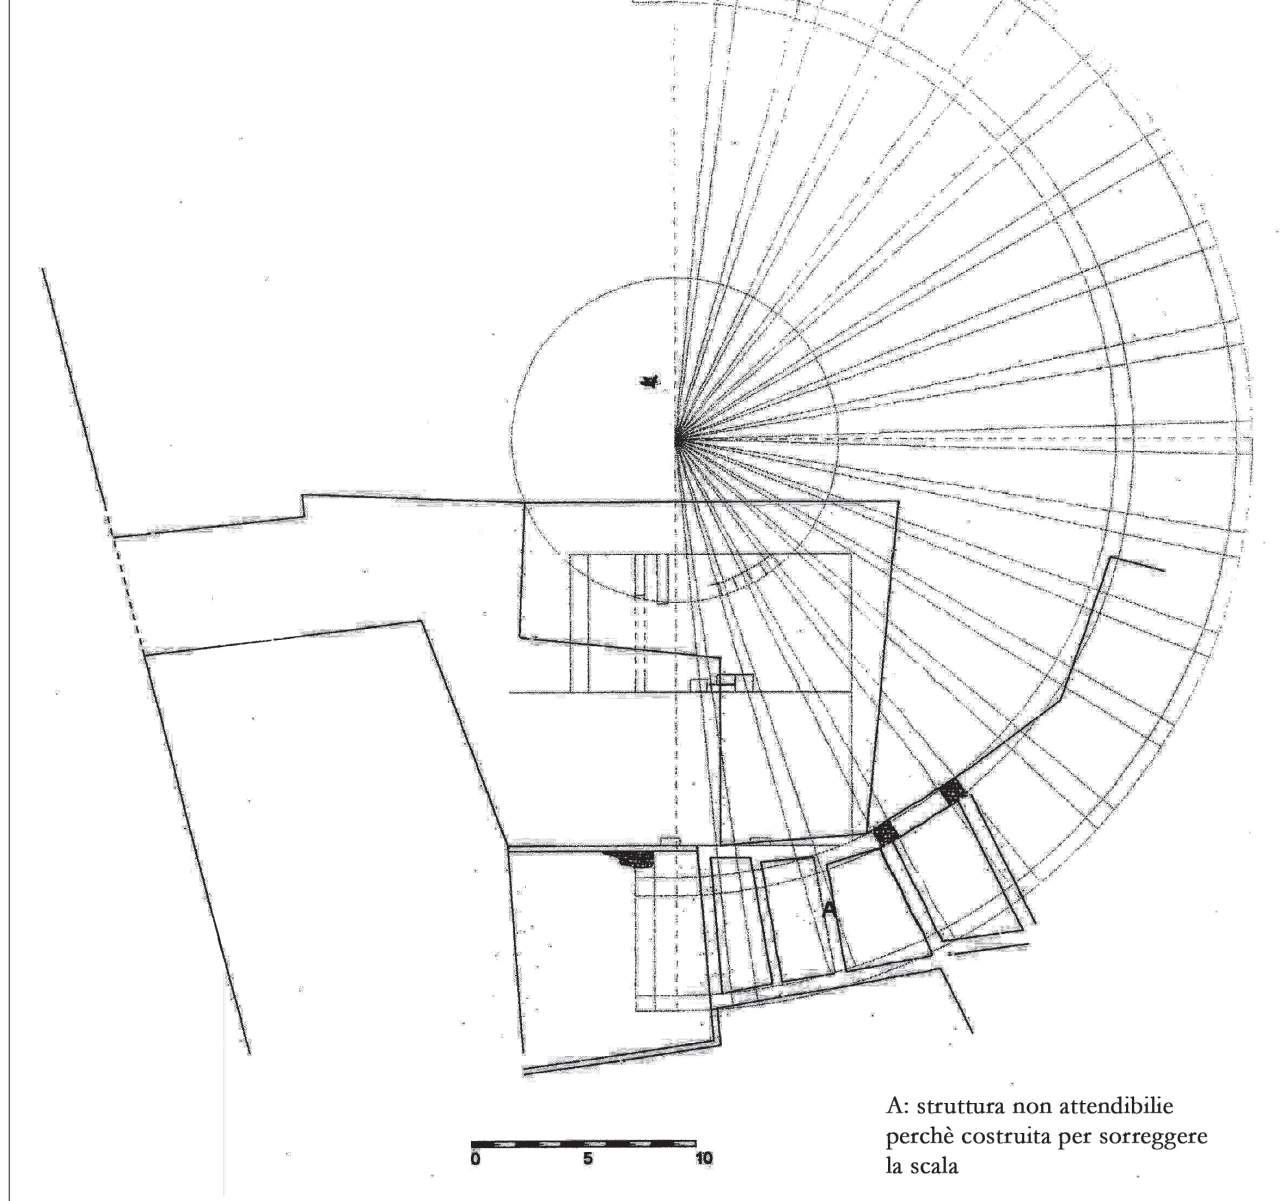 A
0 5 10
A: struttura non attendibilie
perchè costruita per sorreggere
la scala